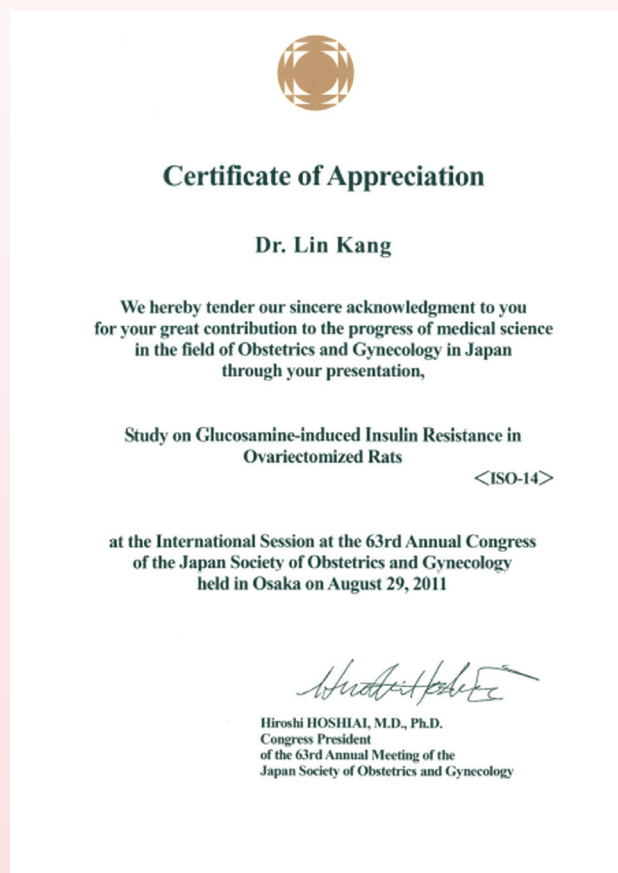 Certificate of Appreciation
Dr. Lin Kang
We hereby tender our sincere acknowledgment to you
for your great contribution to the progress of medical science
in the field of Obstetrics and Gynecology in Japan
through your presentation,
Study on Glucosamine-induced Insulin Resistance in
Ovariectomized Rats
<ISO-14>
at the International Session at the 63rd Annual Congress
of the Japan Society of Obstetrics and Gynecology
held in Osaka on August 29, 2011
Hiroshi HOSHIAI, M.D., Ph.D.
Congress President
of the 63rd Annual Meeting of the
Japan Society of Obstetrics and Gynecology